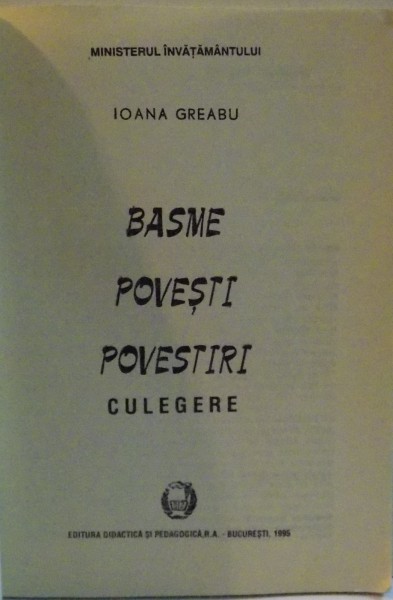 MINISTERUL ÎNVĂȚĂMÂNTULUI
IOANA GREABU
BASME
POVEȘTI
POVESTIRI
CULEGERE
EDITURA DIDACTICĂ ȘI PEDAGOGICĂ, R.A. - BUCUREȘTI, 1995